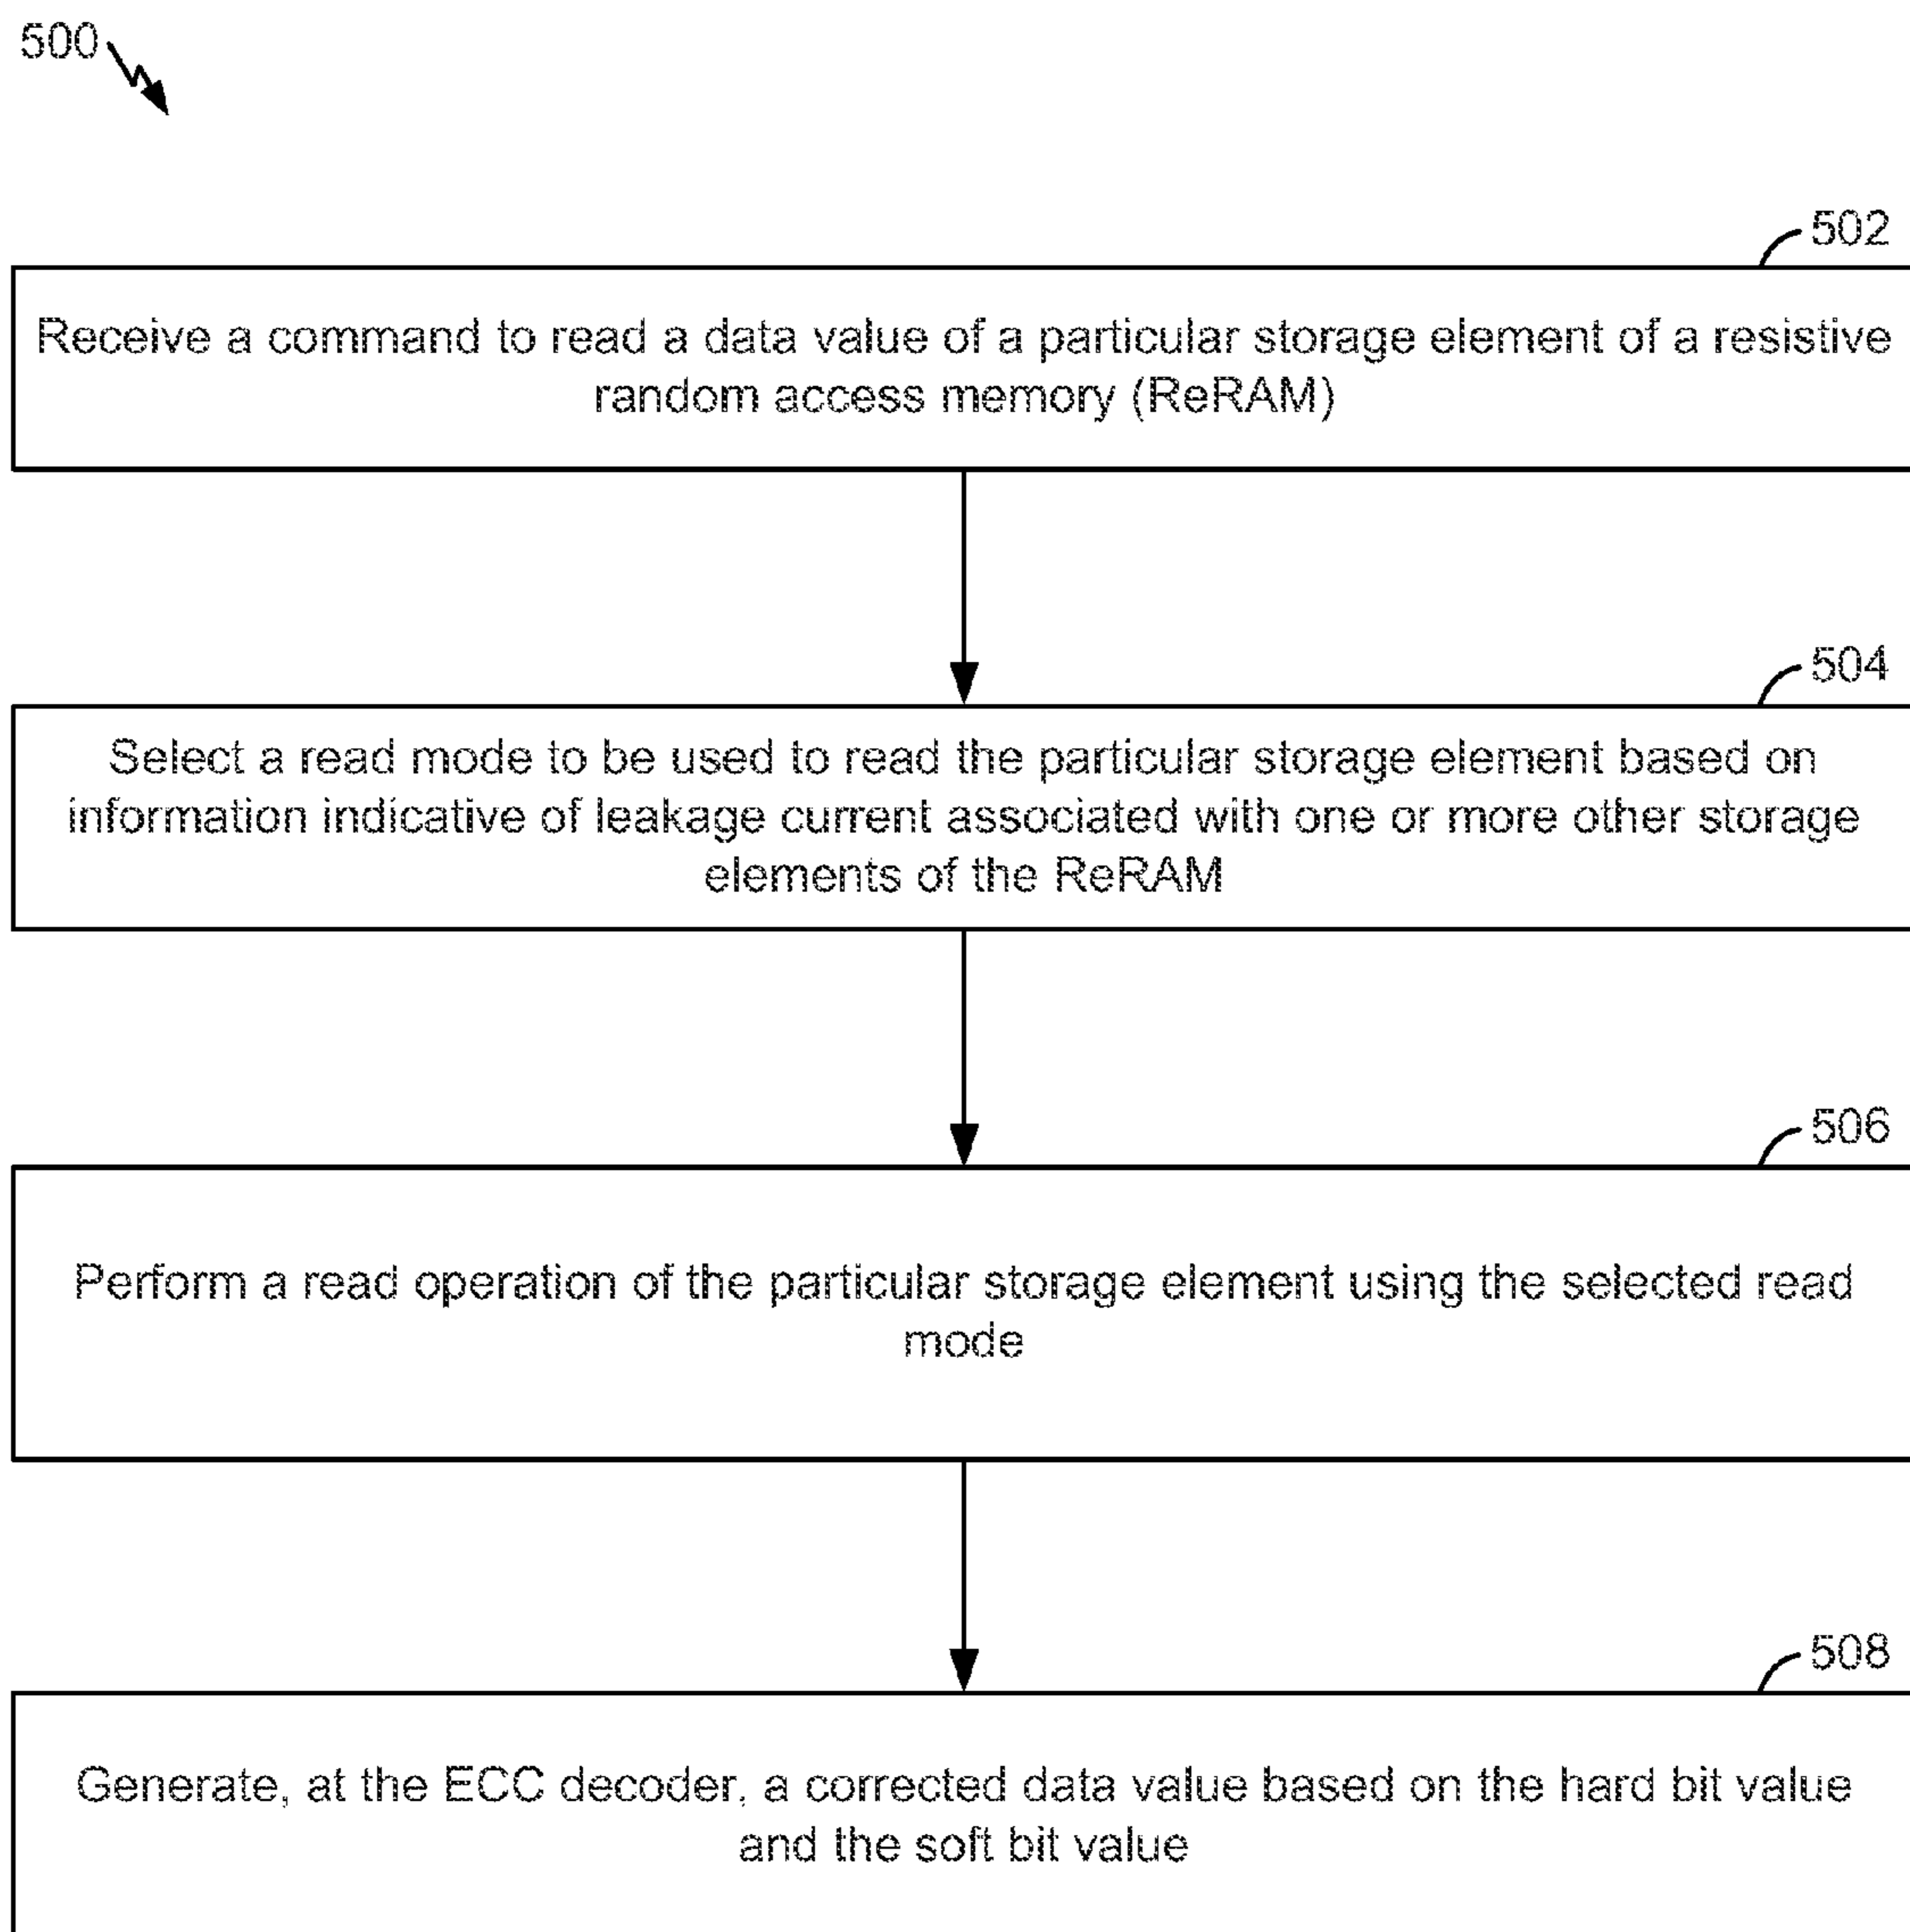 500
502
Receive a command to read a data value of a particular storage element of a resistive
random access memory (ReRAM)
504
Select a read mode to be used to read the particular storage element based on
information indicative of leakage current associated with one or more other storage
elements of the ReRAM
506
Perform a read operation of the particular storage element using the selected read
mode
508
Generate, at the ECC decoder, a corrected data value based on the hard bit value
and the soft bit value